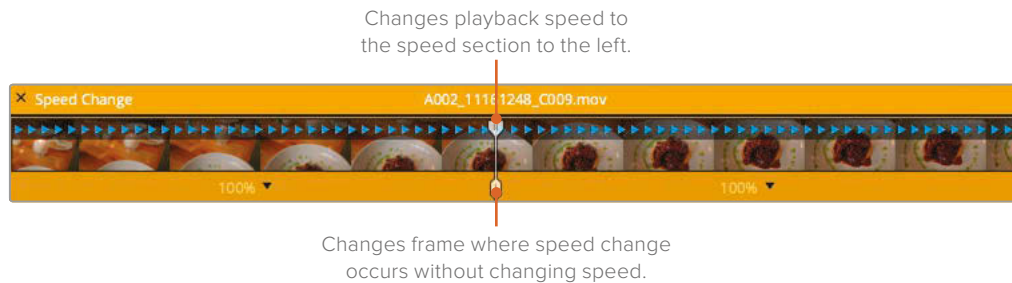 Changes playback speed to
the speed section to the left.
× Speed Change A002_11161248_C009.mov
100% ▼ 100% ▼
Changes frame where speed change
occurs without changing speed.